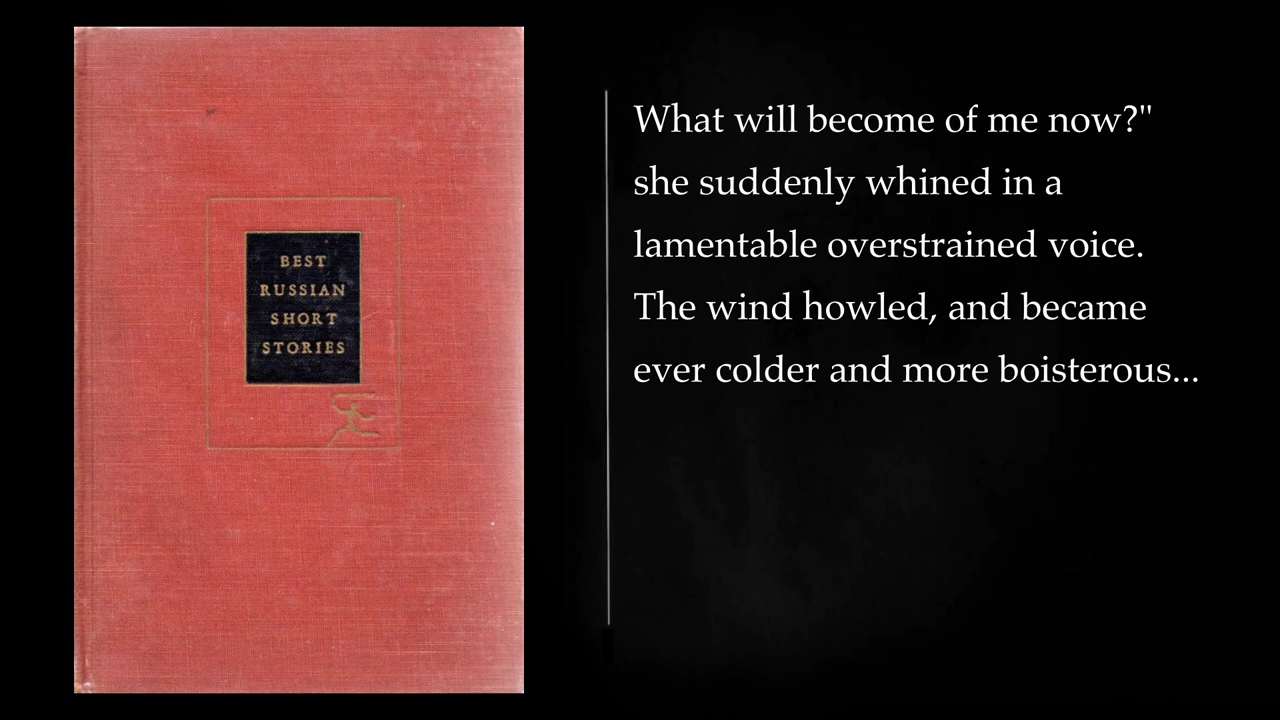 BEST
RUSSIAN
SHORT
STORIES
What will become of me now?"
she suddenly whined in a
lamentable overstrained voice.
The wind howled, and became
ever colder and more boisterous...